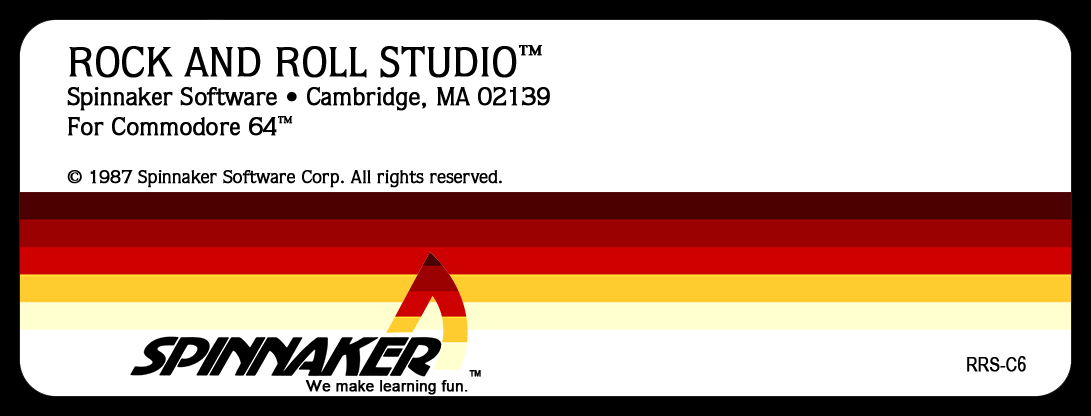 ROCK AND ROLL STUDIO™
Spinnaker Software • Cambridge, MA 02139
For Commodore 64™
© 1987 Spinnaker Software Corp. All rights reserved.
SPINNAKER™
We make learning fun.
RRS-C6